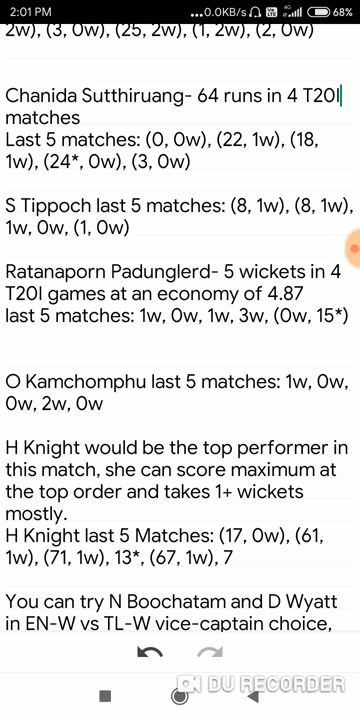 2:01 PM ...0.0KB/s 4G 68%
2w), (3, 0w), (25, 2w), (1, 2w), (2, 0w)
Chanida Sutthiruang- 64 runs in 4 T20I
matches
Last 5 matches: (0, 0w), (22, 1w), (18,
1w), (24*, 0w), (3, 0w)
S Tippoch last 5 matches: (8, 1w), (8, 1w),
1w, 0w, (1, 0w)
Ratanaporn Padunglerd- 5 wickets in 4
T20I games at an economy of 4.87
last 5 matches: 1w, 0w, 1w, 3w, (0w, 15*)
O Kamchomphu last 5 matches: 1w, 0w,
0w, 2w, 0w
H Knight would be the top performer in
this match, she can score maximum at
the top order and takes 1+ wickets
mostly.
H Knight last 5 Matches: (17, 0w), (61,
1w), (71, 1w), 13*, (67, 1w), 7
You can try N Boochatam and D Wyatt
in EN-W vs TL-W vice-captain choice,
DU RECORDER